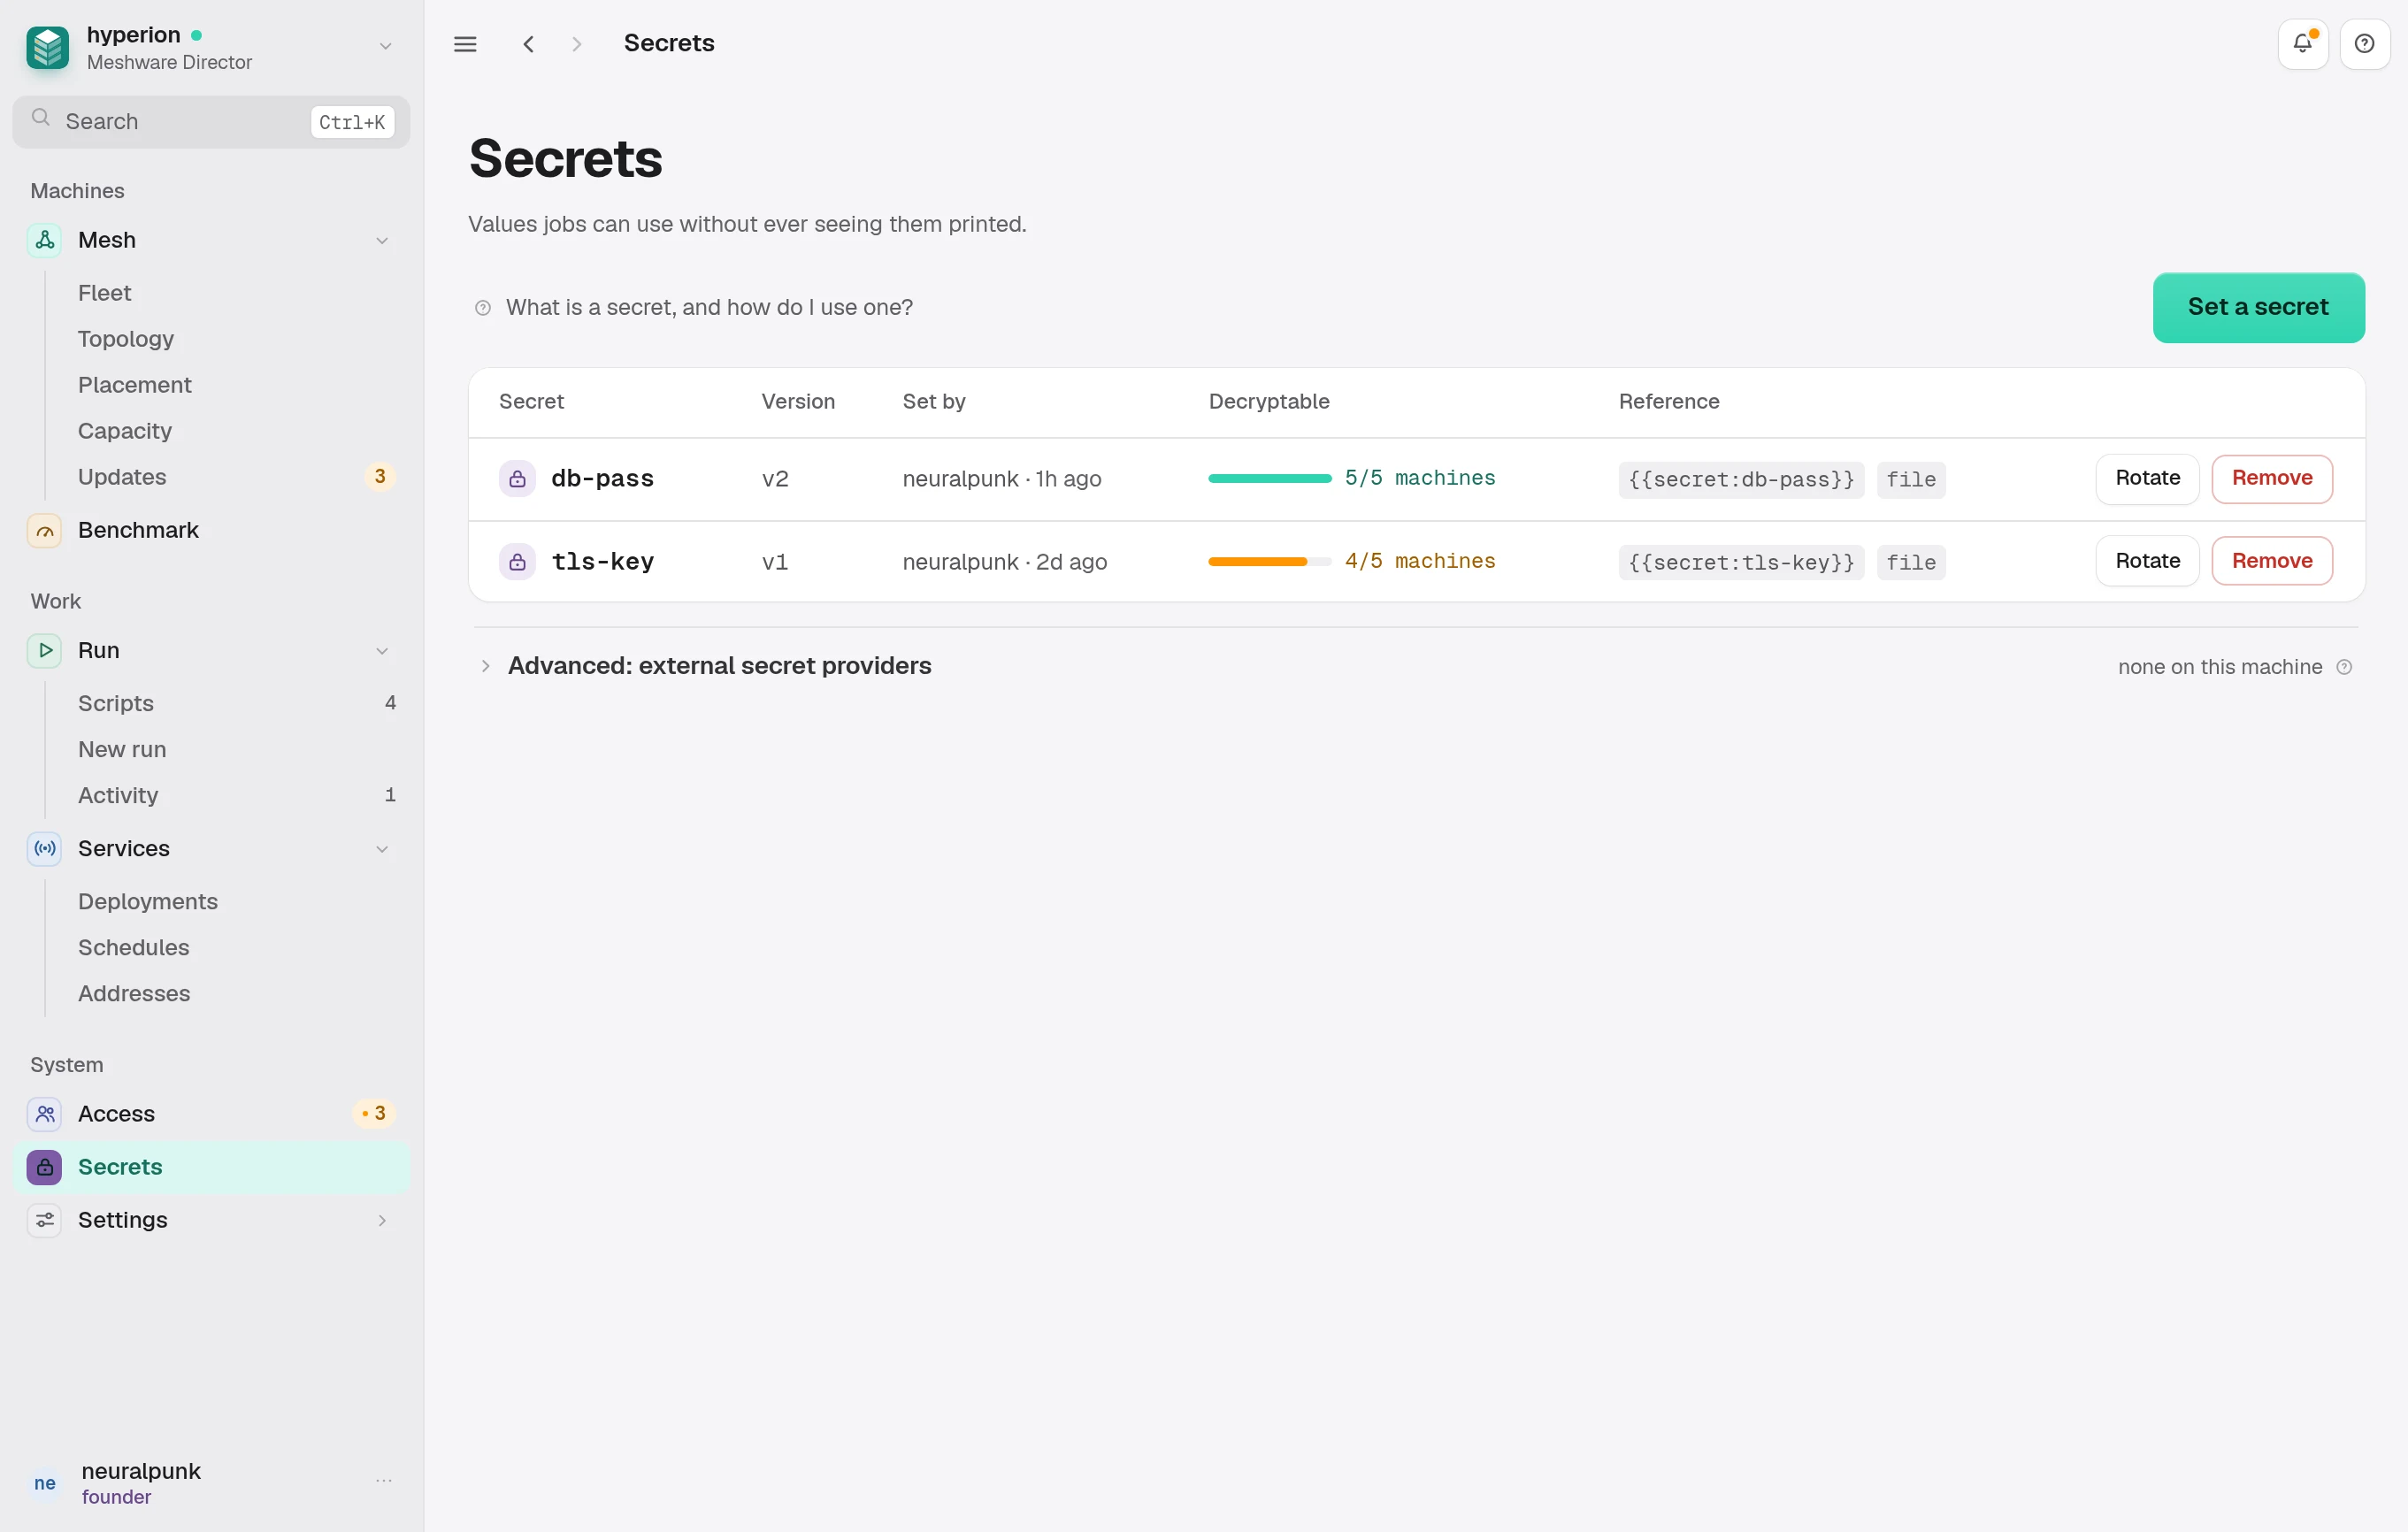 hyperion
Meshware Director
Search Ctrl+K
Machines
Mesh
Fleet
Topology
Placement
Capacity
Updates 3
Benchmark
Work
Run
Scripts 4
New run
Activity 1
Services
Deployments
Schedules
Addresses
System
Access 3
Secrets
Settings
ne neuralpunk
founder
Secrets
Secrets
Values jobs can use without ever seeing them printed.
What is a secret, and how do I use one? Set a secret
Secret Version Set by Decryptable Reference
db-pass v2 neuralpunk · 1h ago 5/5 machines {{secret:db-pass}} file Rotate Remove
tls-key v1 neuralpunk · 2d ago 4/5 machines {{secret:tls-key}} file Rotate Remove
Advanced: external secret providers none on this machine